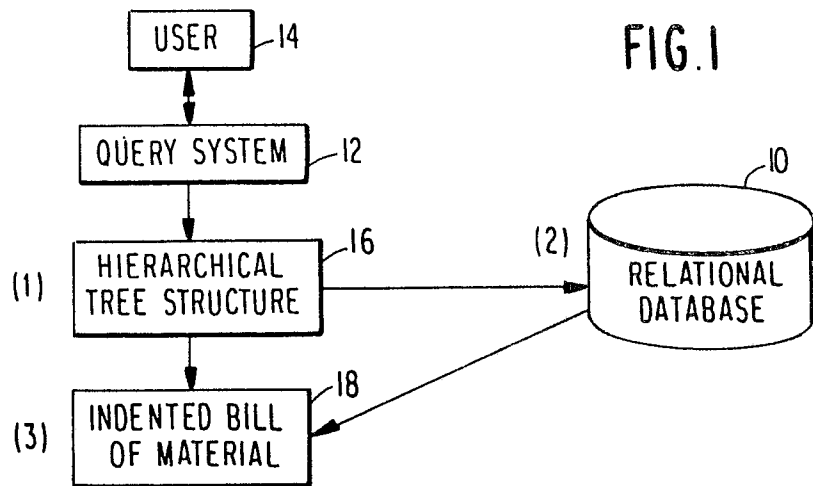 FIG.1
USER
14
QUERY SYSTEM
12
10
16
(1)
HIERARCHICAL
TREE STRUCTURE
(2)
RELATIONAL
DATABASE
18
(3)
INDENTED BILL
OF MATERIAL